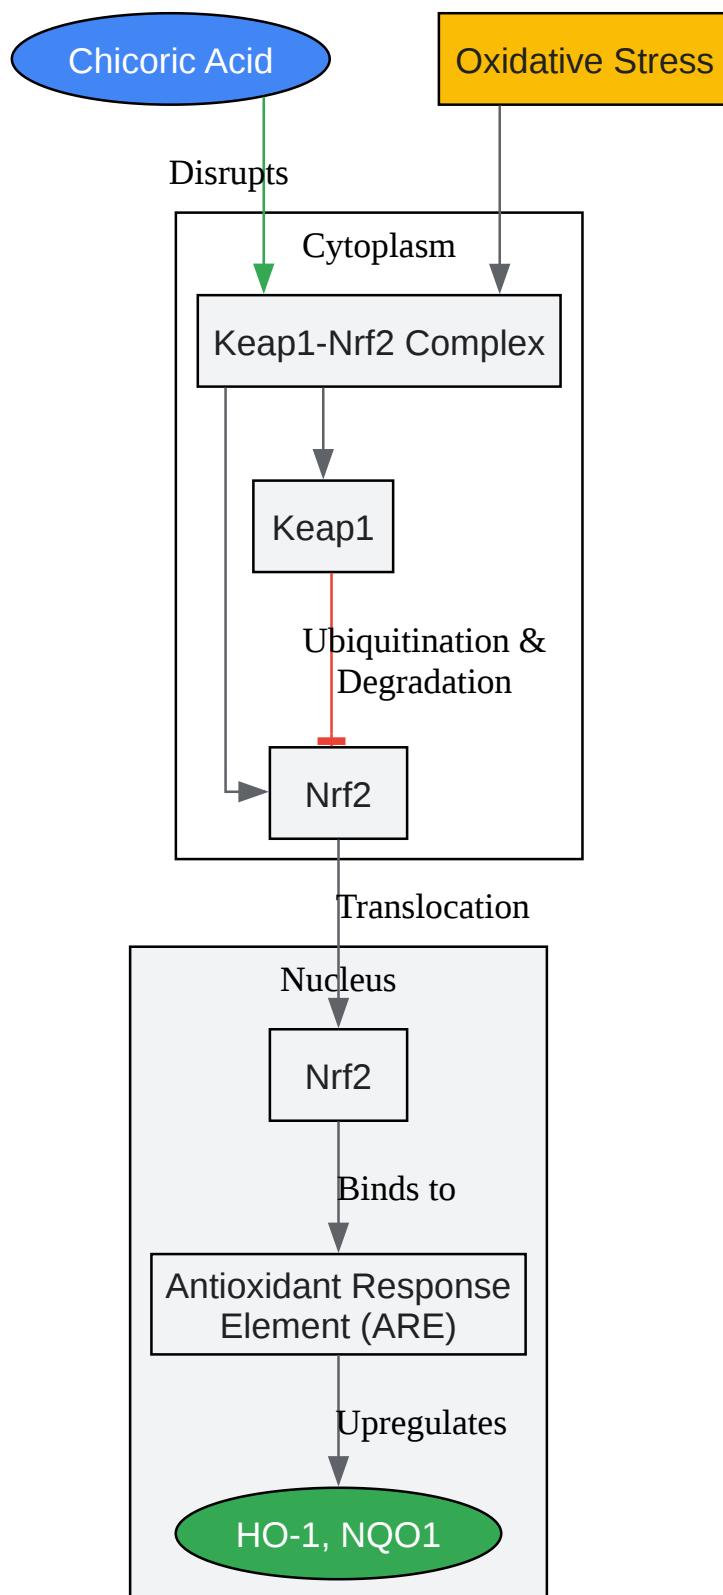 Chicoric Acid
Oxidative Stress
Disrupts
Cytoplasm
Keap1-Nrf2 Complex
Keap1
Ubiquitination &
Degradation
Nrf2
Translocation
Nucleus
Nrf2
Binds to
Antioxidant Response
Element (ARE)
Upregulates
HO-1, NQO1